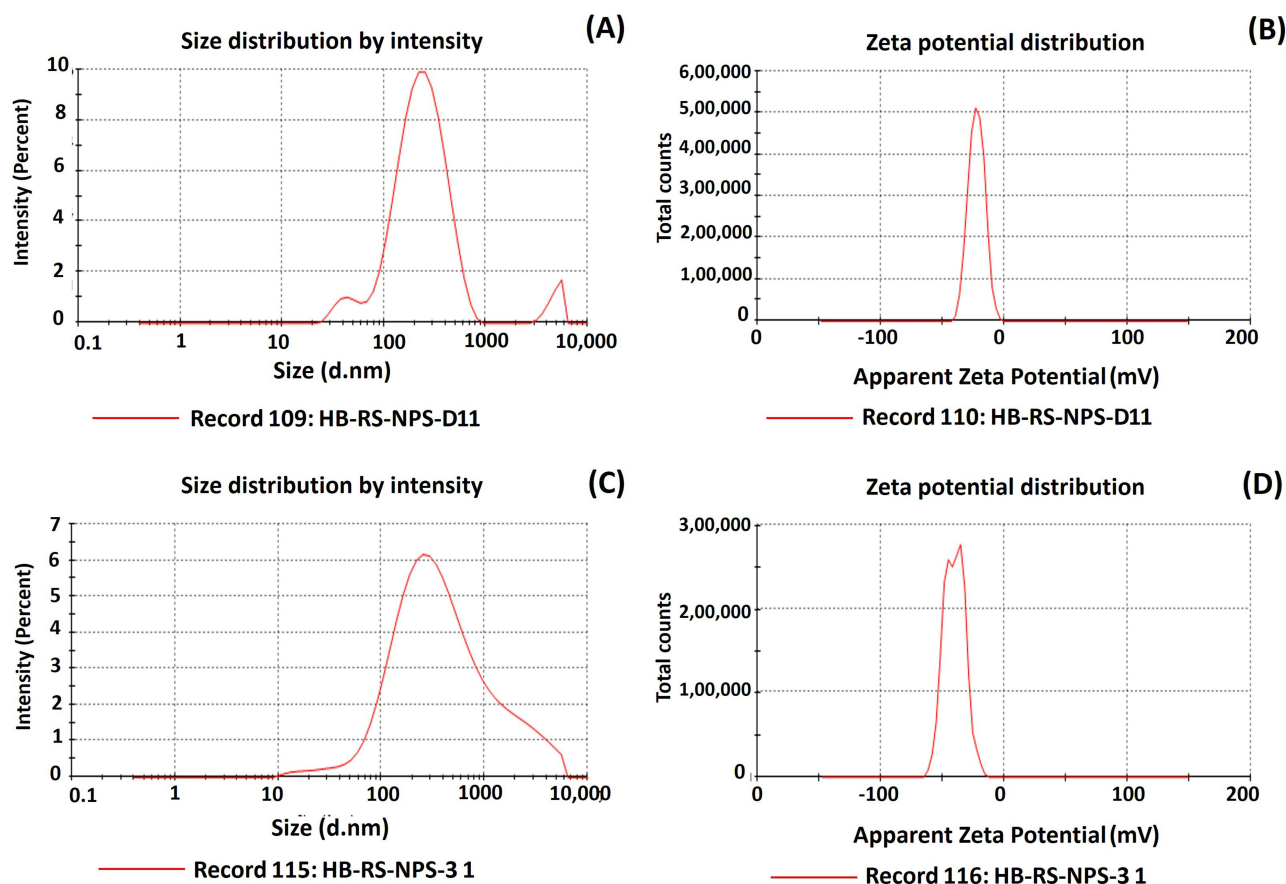 (A)
Size distribution by intensity
Intensity (Percent)
10
8
6
4
2
0
0.1 1 10 100 1000 10,000
Size (d.nm)
Record 109: HB-RS-NPS-D11
(B)
Zeta potential distribution
Total counts
6,00,000
5,00,000
4,00,000
3,00,000
2,00,000
1,00,000
0
0 -100 0 100 200
Apparent Zeta Potential (mV)
Record 110: HB-RS-NPS-D11
(C)
Size distribution by intensity
Intensity (Percent)
7
6
5
4
3
2
1
0
0.1 1 10 100 1000 10,000
Size (d.nm)
Record 115: HB-RS-NPS-3 1
(D)
Zeta potential distribution
Total counts
3,00,000
2,00,000
1,00,000
0
0 -100 0 100 200
Apparent Zeta Potential (mV)
Record 116: HB-RS-NPS-3 1